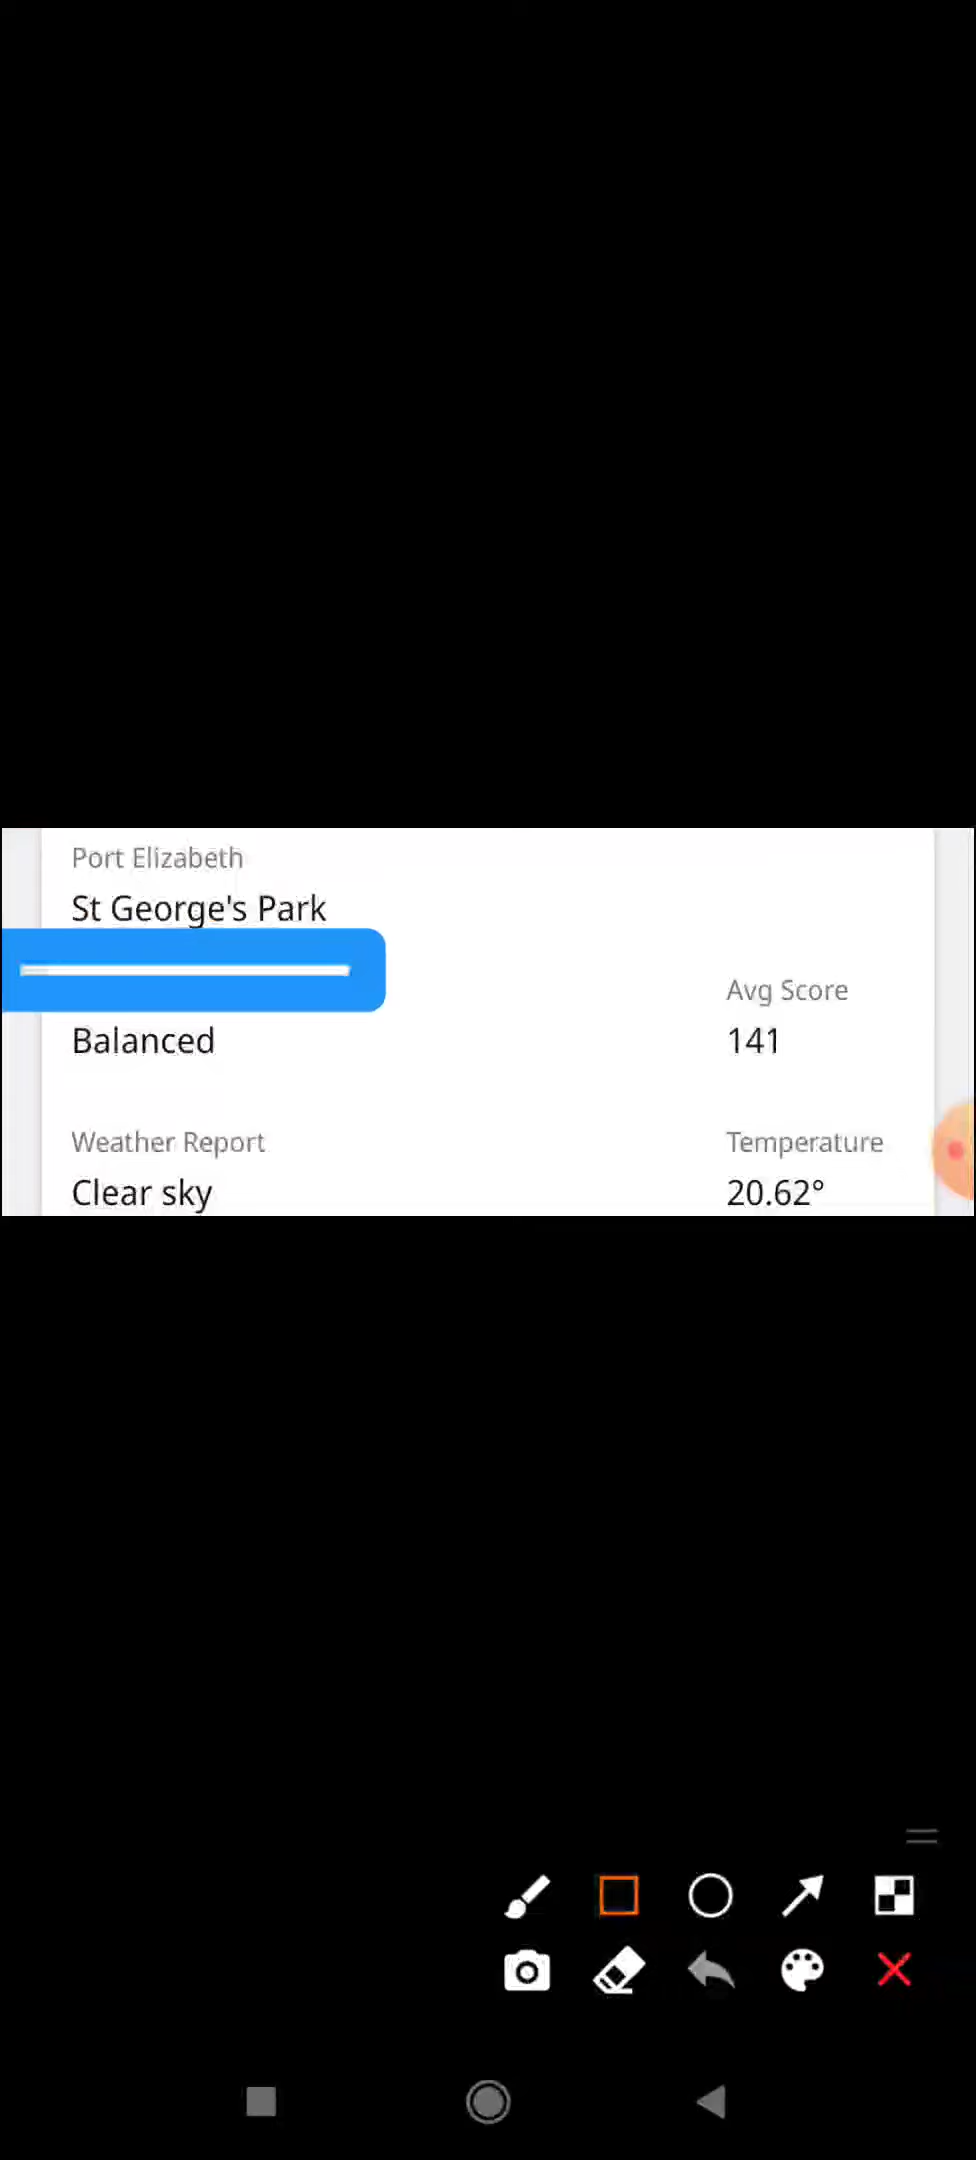 Port Elizabeth
St George's Park
Avg Score
Balanced
141
Weather Report
Temperature
Clear sky
20.62°